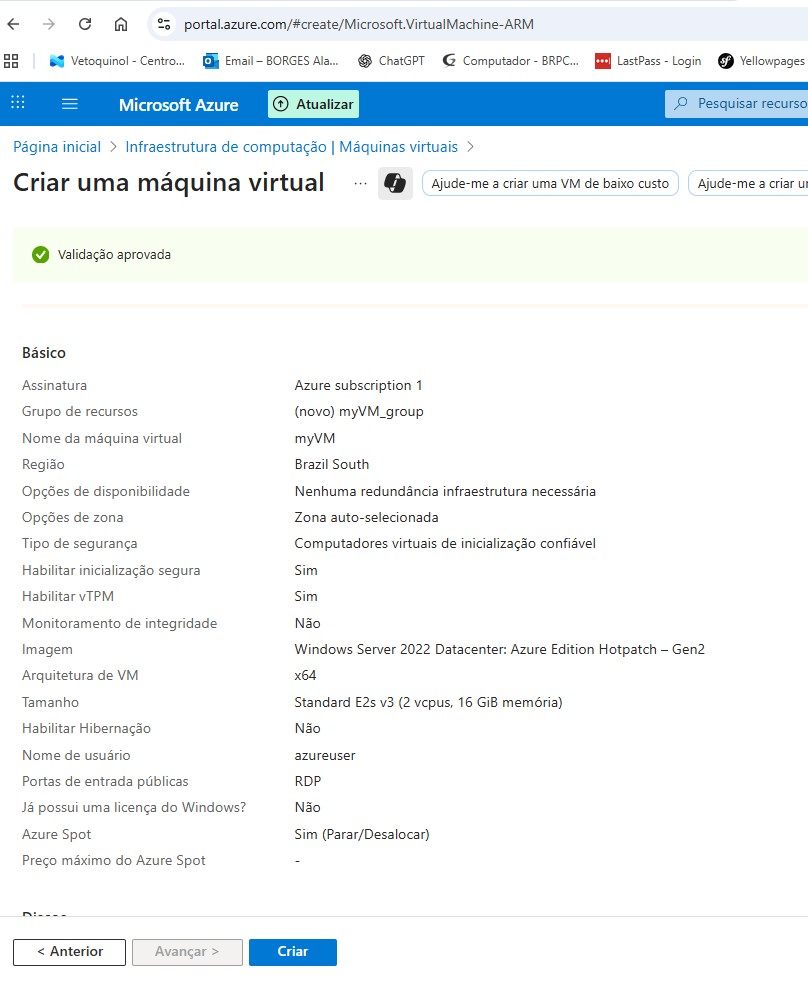 portal.azure.com/#create/Microsoft.VirtualMachine-ARM
Vetoquinol - Centro... Email – BORGES Ala... ChatGPT Computador - BRPC... LastPass - Login Yellowpages
Microsoft Azure Atualizar Pesquisar recurso
Página inicial > Infraestrutura de computação | Máquinas virtuais >
Criar uma máquina virtual ... Ajude-me a criar uma VM de baixo custo Ajude-me a criar
Validação aprovada
Básico
Assinatura Azure subscription 1
Grupo de recursos (novo) myVM_group
Nome da máquina virtual myVM
Região Brazil South
Opções de disponibilidade Nenhuma redundância infraestrutura necessária
Opções de zona Zona auto-selecionada
Tipo de segurança Computadores virtuais de inicialização confiável
Habilitar inicialização segura Sim
Habilitar vTPM Sim
Monitoramento de integridade Não
Imagem Windows Server 2022 Datacenter: Azure Edition Hotpatch – Gen2
Arquitetura de VM x64
Tamanho Standard E2s v3 (2 vcpus, 16 GiB memória)
Habilitar Hibernação Não
Nome de usuário azureuser
Portas de entrada públicas RDP
Já possui uma licença do Windows? Não
Azure Spot Sim (Parar/Desalocar)
Preço máximo do Azure Spot -
< Anterior Avançar > Criar